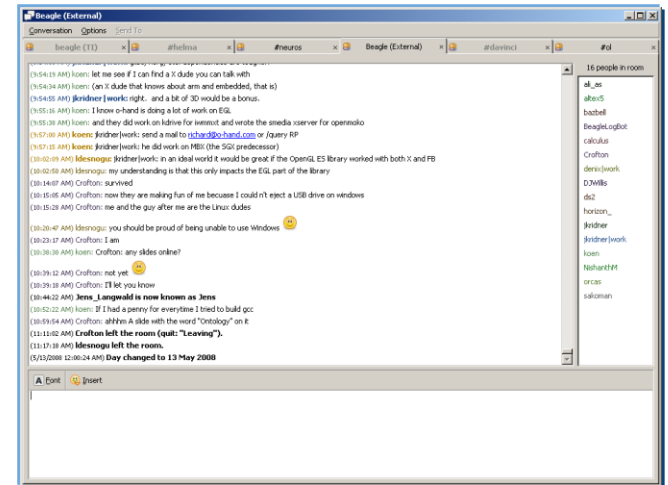 Beagle (External)
Conversation Options Send To
beagle (TI) × #helma × #neuros × Beagle (External) × #davinci × #ol ×
(9:54:19 AM) koen: let me see if I can find a X dude you can talk with
(9:54:34 AM) koen: (an X dude that knows about arm and embedded, that is)
(9:54:55 AM) jkridner|work: right. and a bit of 3D would be a bonus.
(9:55:16 AM) koen: I know o-hand is doing a lot of work on EGL
(9:55:38 AM) koen: and they did work on kdrive for iwmmxt and wrote the smedia xserver for openmoko
(9:57:00 AM) koen: jkridner|work: send a mail to richard@o-hand.com or /query RP
(9:57:15 AM) koen: jkridner|work: he did work on MBX (the SGX predecessor)
(10:02:09 AM) ldesnogu: jkridner|work: in an ideal world it would be great if the OpenGL ES library worked with both X and FB
(10:02:58 AM) ldesnogu: my understanding is that this only impacts the EGL part of the library
(10:14:07 AM) Crofton: survived
(10:15:05 AM) Crofton: now they are making fun of me becuase I could n't eject a USB drive on windows
(10:15:28 AM) Crofton: me and the guy after me are the Linux dudes
(10:20:47 AM) ldesnogu: you should be proud of being unable to use Windows
(10:23:17 AM) Crofton: I am
(10:30:30 AM) koen: Crofton: any slides online?
(10:39:12 AM) Crofton: not yet
(10:39:18 AM) Crofton: I'll let you know
(10:44:22 AM) Jens_Langwald is now known as Jens
(10:52:22 AM) koen: If I had a penny for everytime I tried to build gcc
(10:59:54 AM) Crofton: ahhhm A slide with the word "Ontology" on it
(11:11:02 AM) Crofton left the room (quit: "Leaving").
(11:17:18 AM) ldesnogu left the room.
(5/13/2008 12:00:24 AM) Day changed to 13 May 2008
16 people in room
ali_as
altex5
bazbell
BeagleLogBot
calculus
Crofton
denix|work
DJWillis
ds2
horizon_
jkridner
jkridner|work
koen
NishanthM
orcas
sakoman
A Font Insert